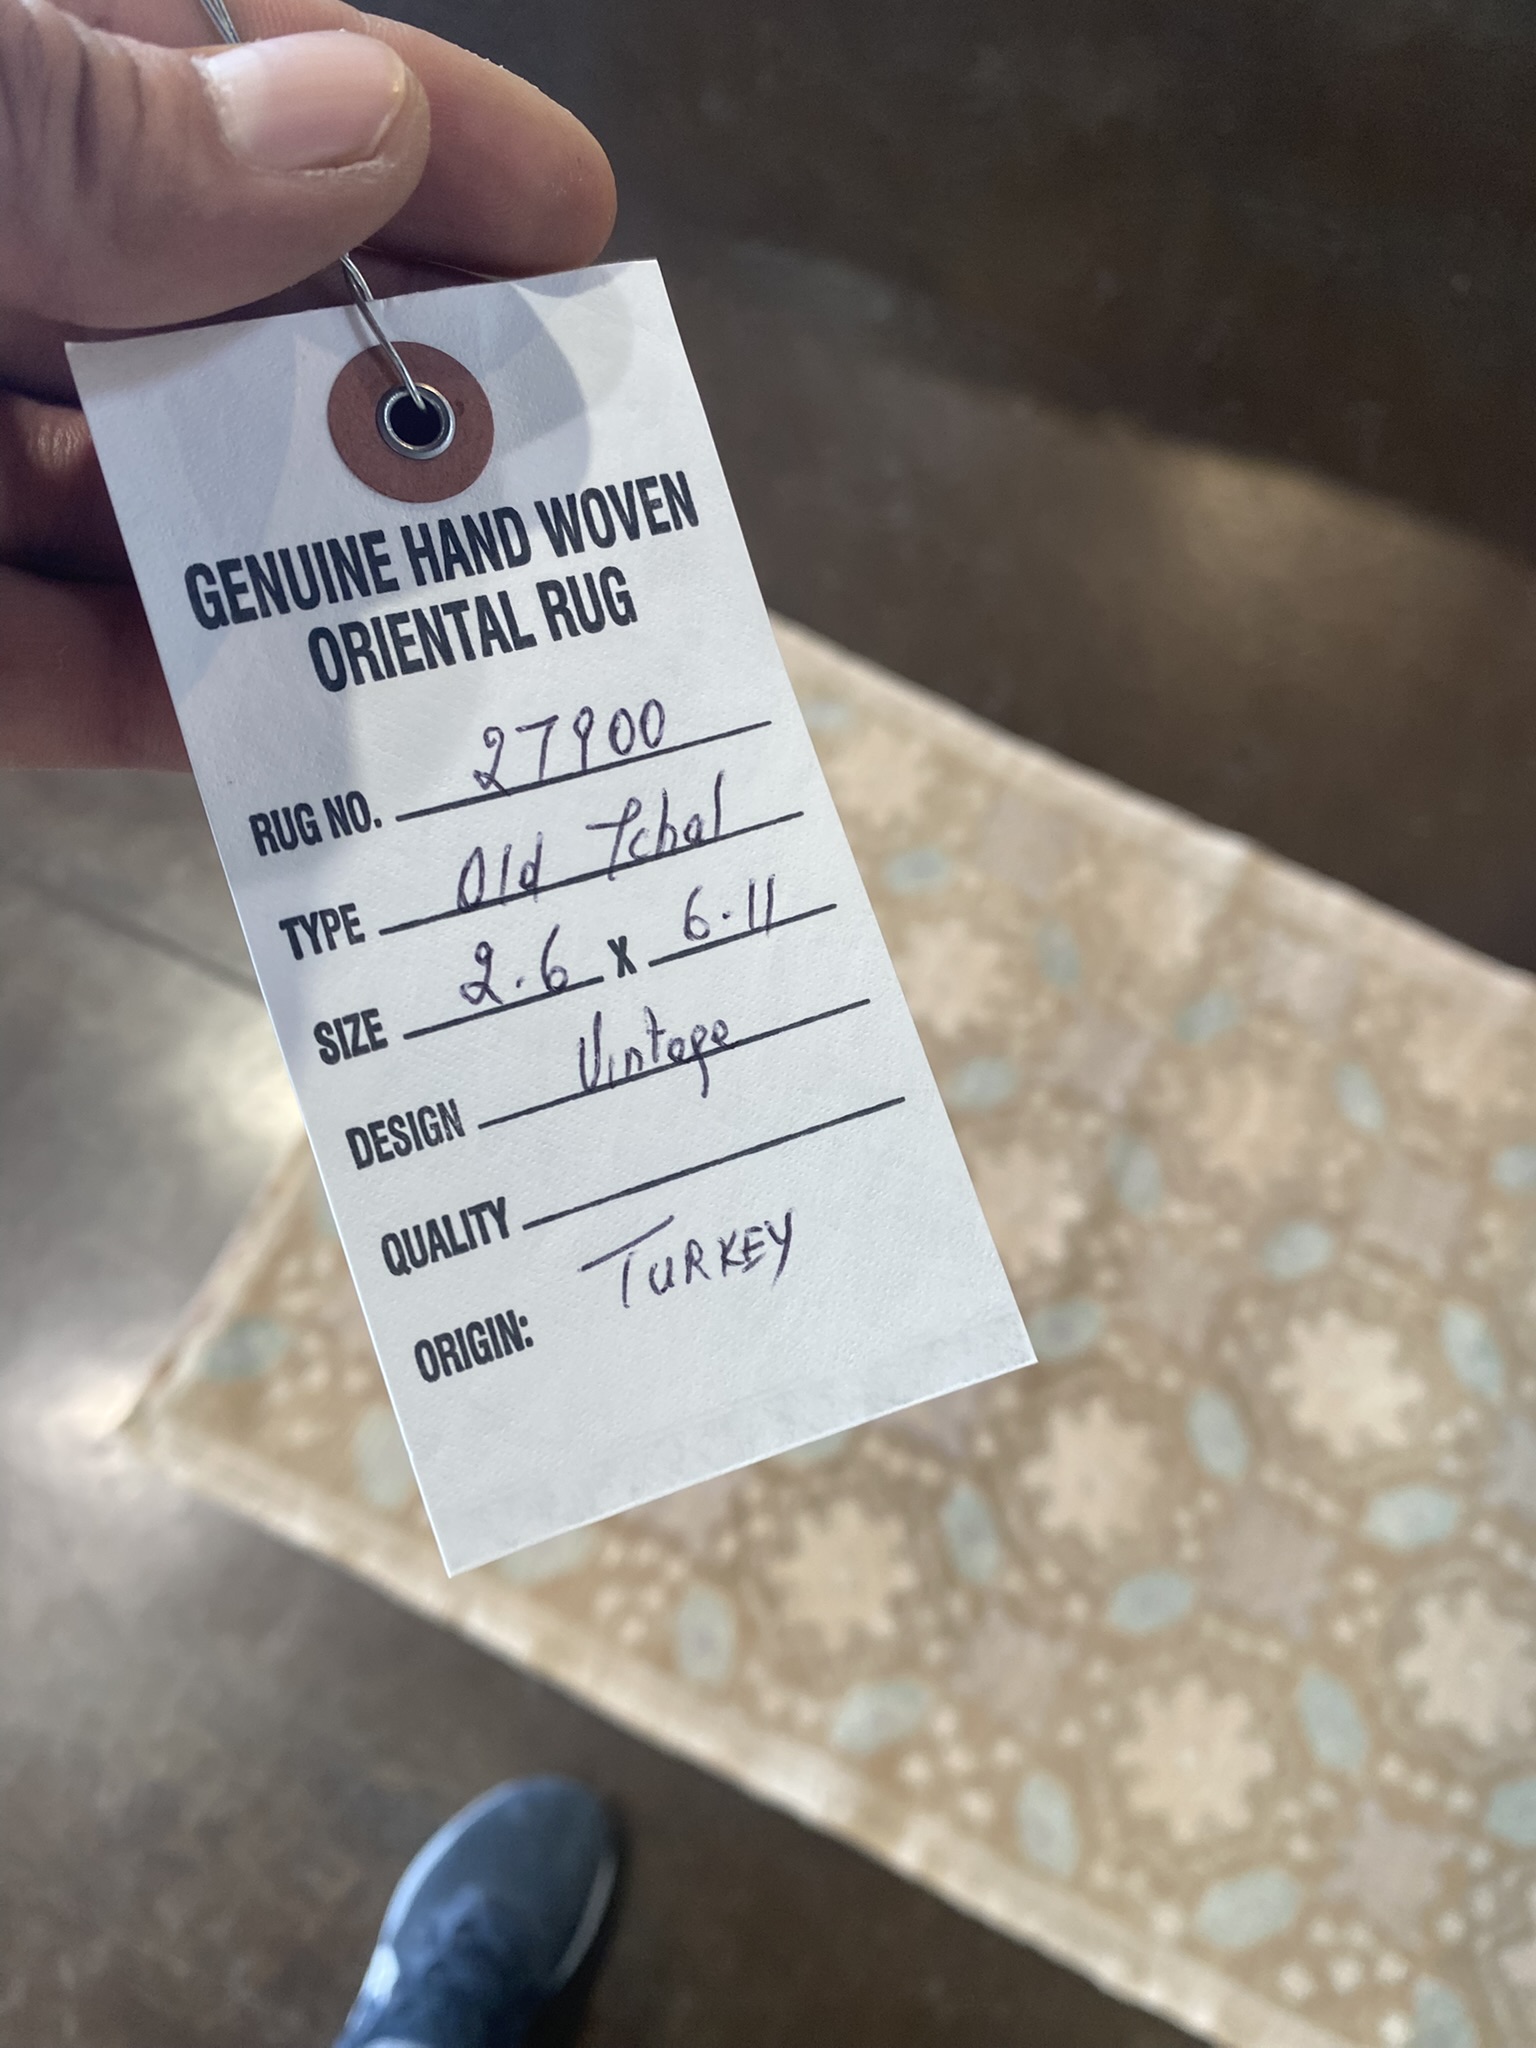 GENUINE HAND WOVEN
ORIENTAL RUG
RUG NO. 27900
TYPE Old Tchal
SIZE 2.6 X 6.11
DESIGN Vintage
QUALITY
ORIGIN: TURKEY